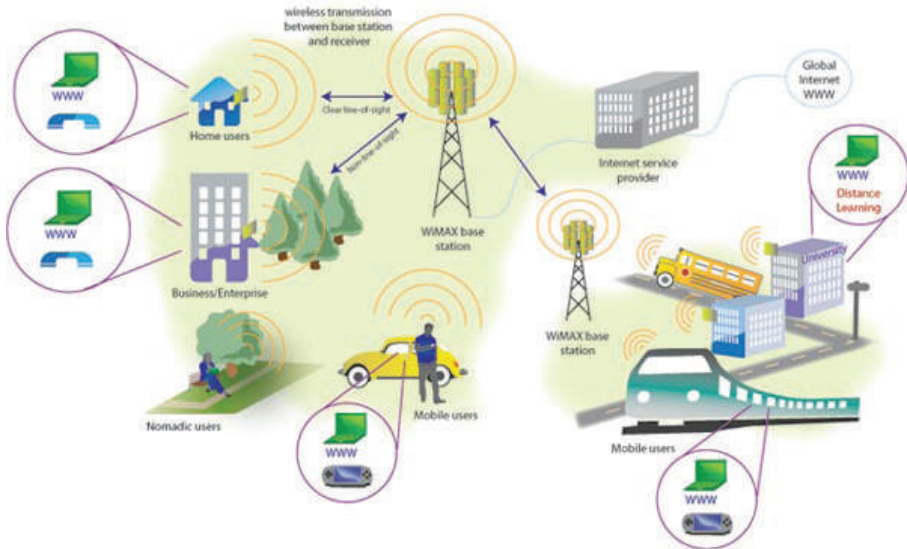 wireless transmission
between base station
and receiver
WWW
Home users
Clear line-of-sight
Non-line-of-sight
Global
Internet
WWW
Internet service
provider
WWW
Distance
Learning
WWW
Business/Enterprise
WiMAX base
station
University
WiMAX base
station
Nomadic users
Mobile users
WWW
Mobile users
WWW